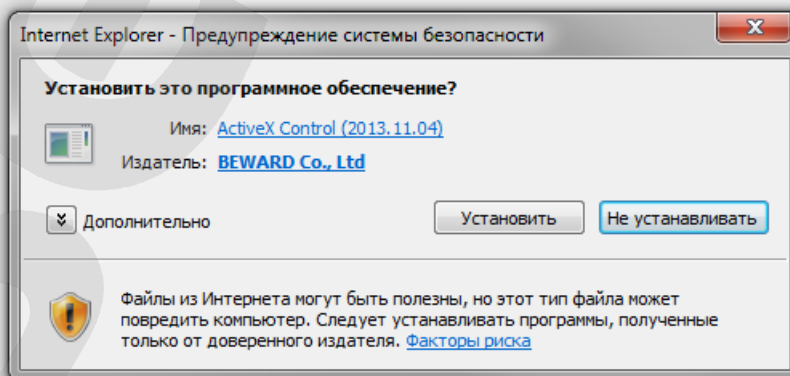 Internet Explorer - Предупреждение системы безопасности
Установить это программное обеспечение?
Имя: ActiveX Control (2013.11.04)
Издатель: BEWARD Co., Ltd
Дополнительно
Установить
Не устанавливать
Файлы из Интернета могут быть полезны, но этот тип файла может
повредить компьютер. Следует устанавливать программы, полученные
только от доверенного издателя. Факторы риска